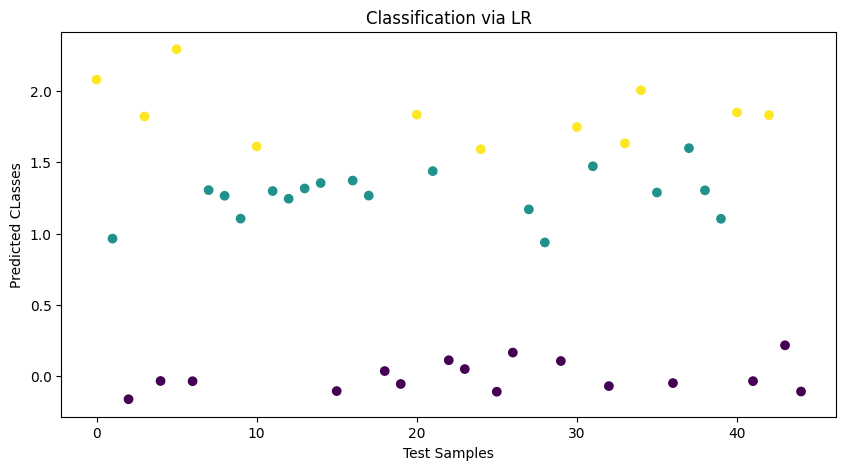 Classification via LR
2.0
1.5
1.0
0.5
0.0
Predicted CLasses
0 10 20 30 40
Test Samples